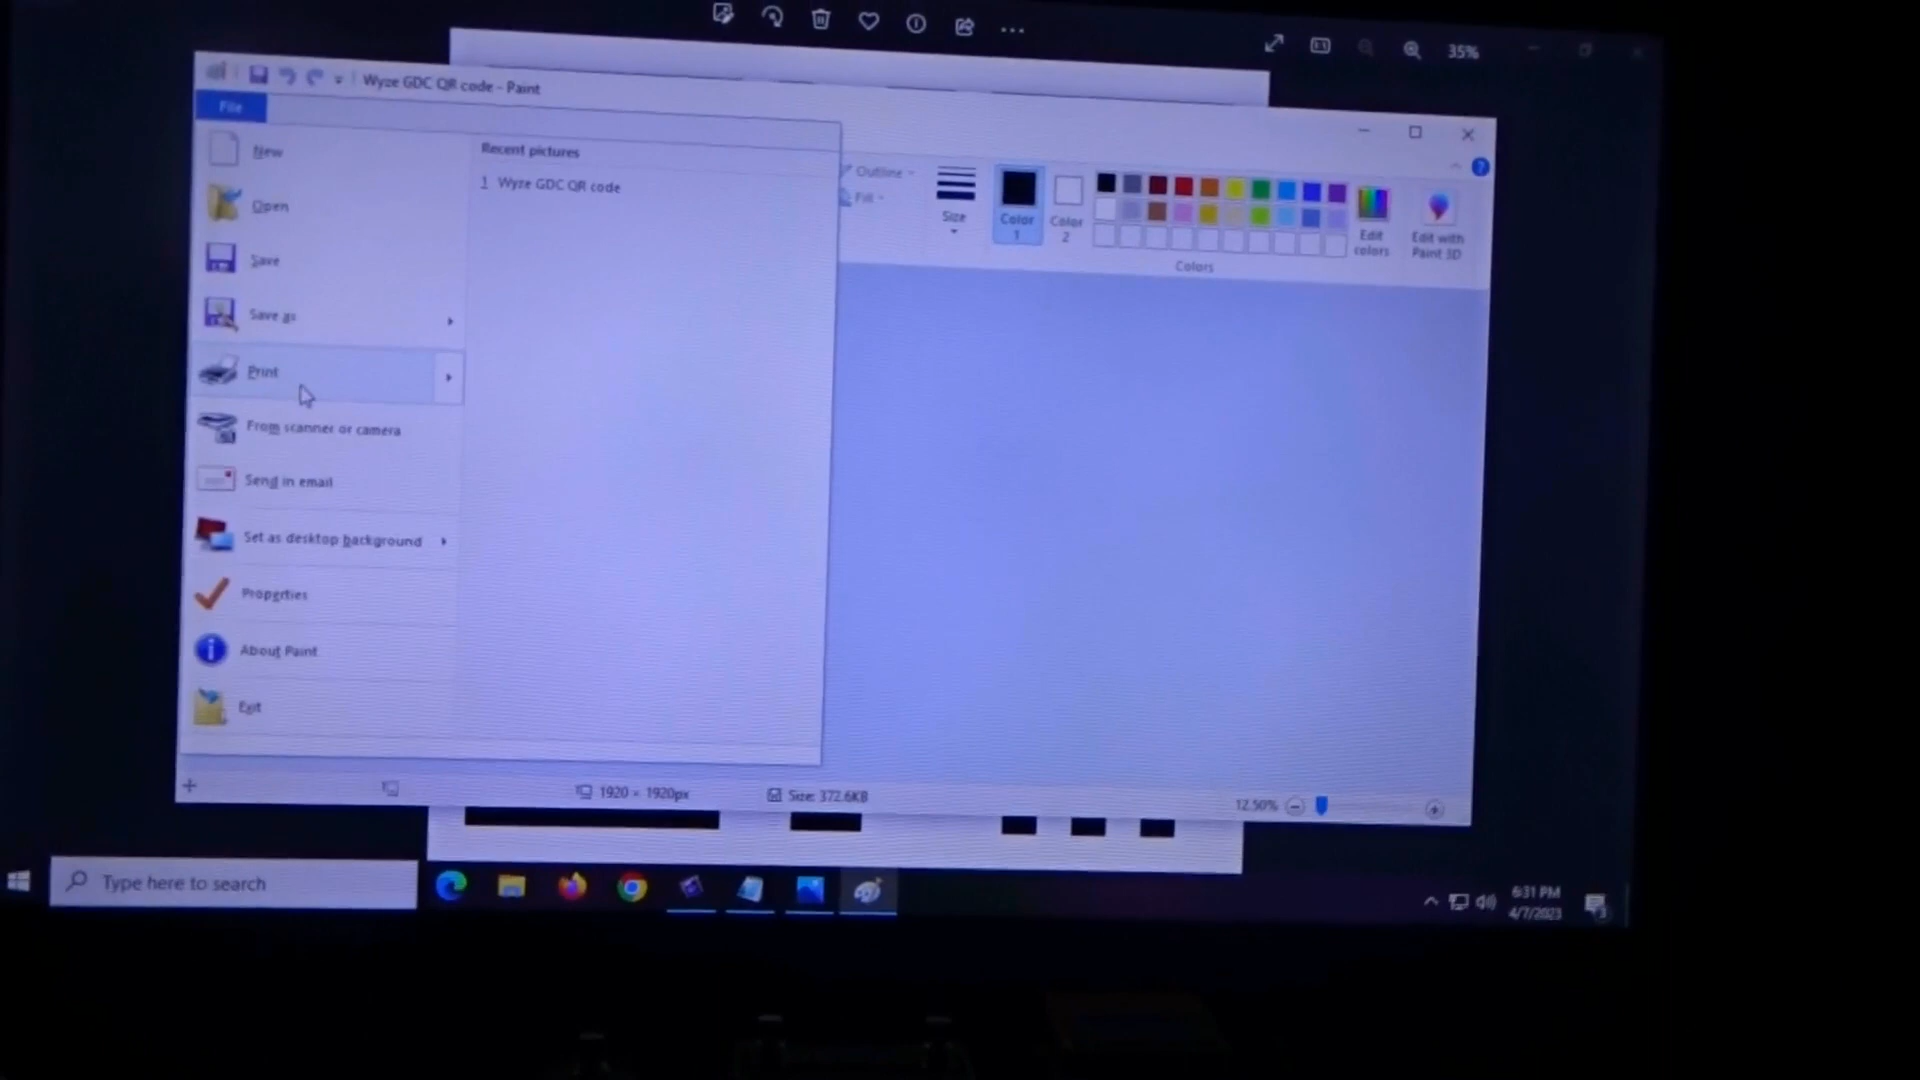 35%
Wyze GDC QR code - Paint
File
New
Open
Save
Save as
Print
From scanner or camera
Send in email
Set as desktop background
Properties
About Paint
Exit
Recent pictures
1 Wyze GDC QR code
Outline
Fill
Size
Color
1
Color
2
Edit
colors
Edit with
Paint 3D
Colors
1920 × 1920px
Size: 372.6KB
12.50%
Type here to search
6:31 PM
4/7/2023